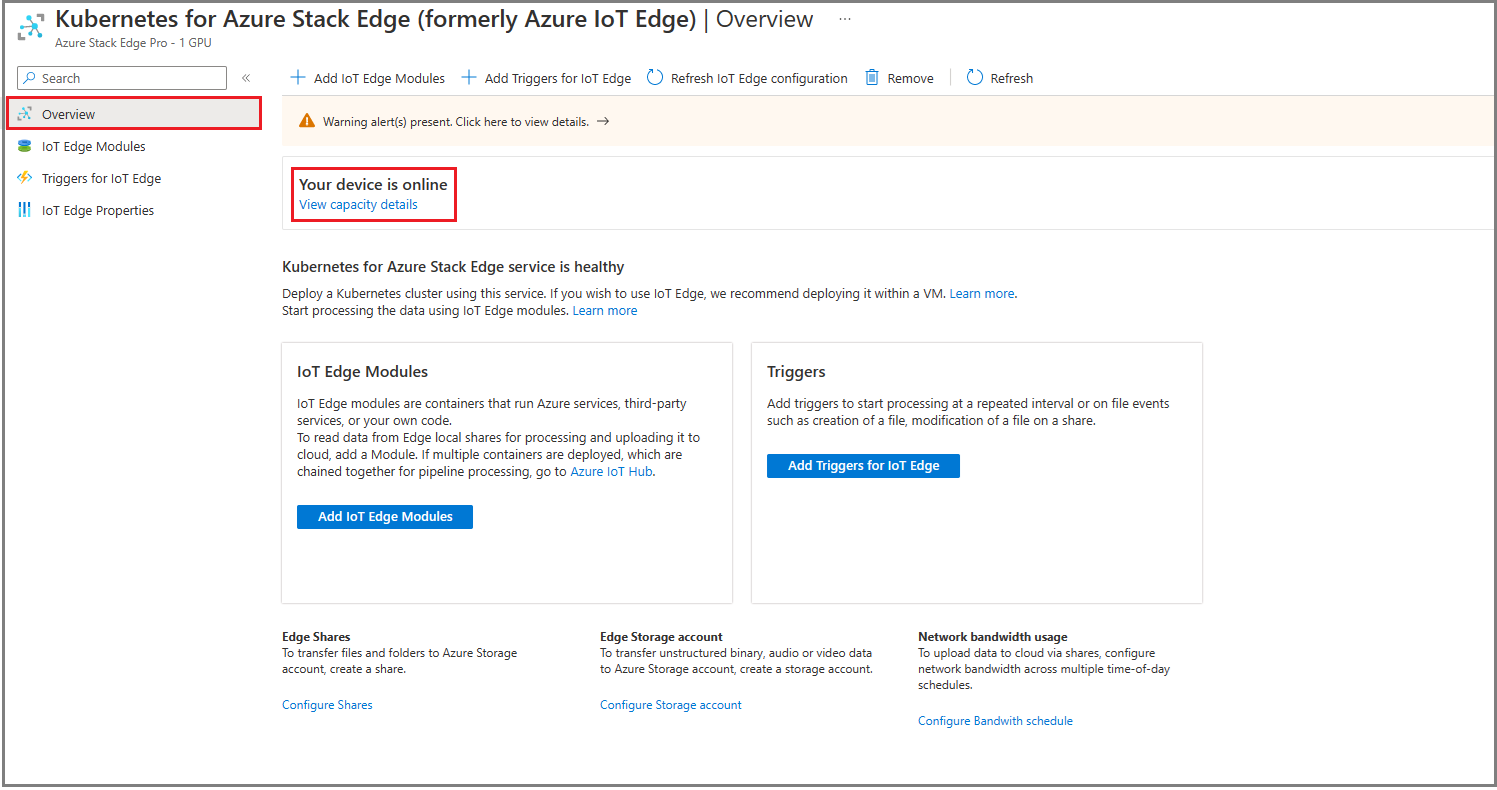 Kubernetes for Azure Stack Edge (formerly Azure IoT Edge) | Overview ...
Azure Stack Edge Pro - 1 GPU
Search «
Add IoT Edge Modules Add Triggers for IoT Edge Refresh IoT Edge configuration Remove Refresh
Overview
IoT Edge Modules
Triggers for IoT Edge
IoT Edge Properties
Warning alert(s) present. Click here to view details. →
Your device is online
View capacity details
Kubernetes for Azure Stack Edge service is healthy
Deploy a Kubernetes cluster using this service. If you wish to use IoT Edge, we recommend deploying it within a VM. Learn more.
Start processing the data using IoT Edge modules. Learn more
IoT Edge Modules
IoT Edge modules are containers that run Azure services, third-party
services, or your own code.
To read data from Edge local shares for processing and uploading it to
cloud, add a Module. If multiple containers are deployed, which are
chained together for pipeline processing, go to Azure IoT Hub.
Add IoT Edge Modules
Triggers
Add triggers to start processing at a repeated interval or on file events
such as creation of a file, modification of a file on a share.
Add Triggers for IoT Edge
Edge Shares
To transfer files and folders to Azure Storage
account, create a share.
Configure Shares
Edge Storage account
To transfer unstructured binary, audio or video data
to Azure Storage account, create a storage account.
Configure Storage account
Network bandwidth usage
To upload data to cloud via shares, configure
network bandwidth across multiple time-of-day
schedules.
Configure Bandwith schedule